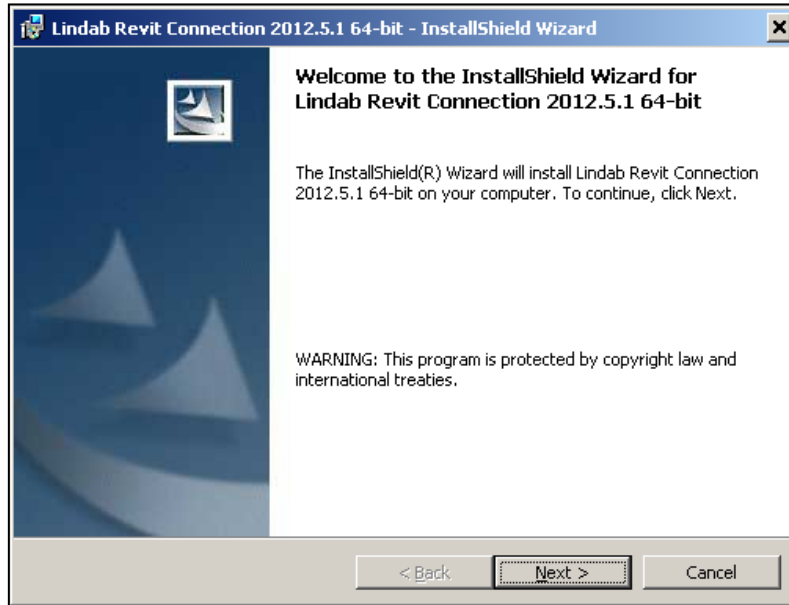 Lindab Revit Connection 2012.5.1 64-bit - InstallShield Wizard
Welcome to the InstallShield Wizard for
Lindab Revit Connection 2012.5.1 64-bit
The InstallShield(R) Wizard will install Lindab Revit Connection
2012.5.1 64-bit on your computer. To continue, click Next.
WARNING: This program is protected by copyright law and
international treaties.
< Back Next > Cancel